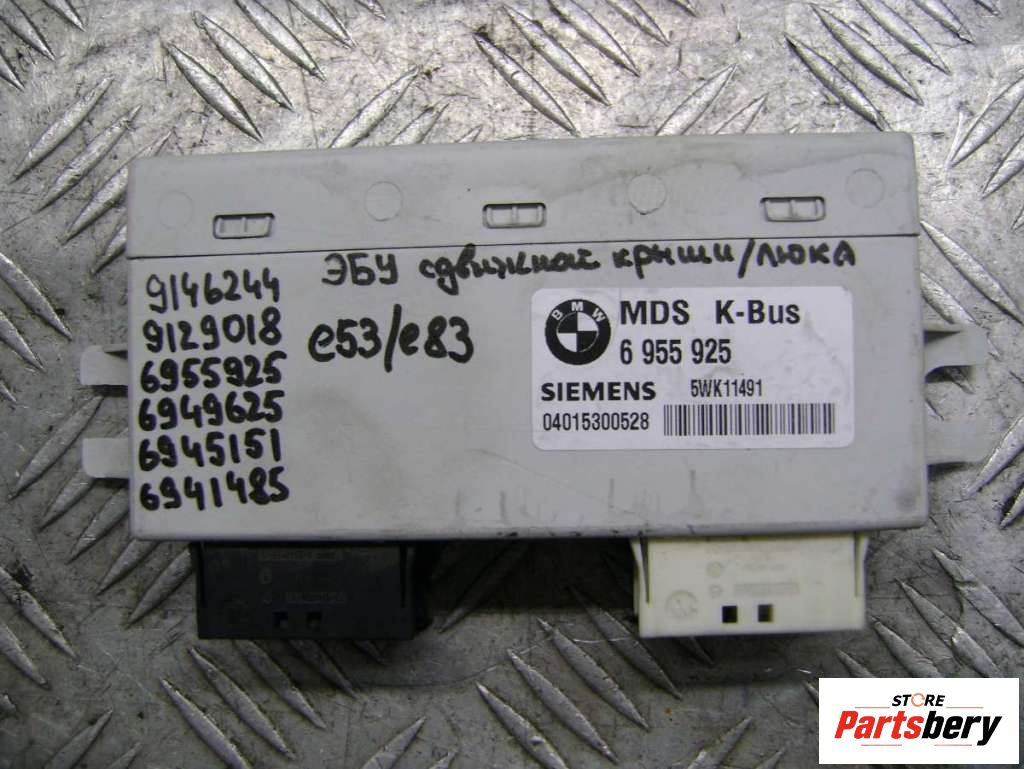 ЭБУ сдвижной крыши/люка
9146244
9129018
6955925
6949625
6945151
6941485
e53/e83
BMW
MDS K-Bus
6 955 925
SIEMENS 5WK11491
04015300528
STORE
Partsbery